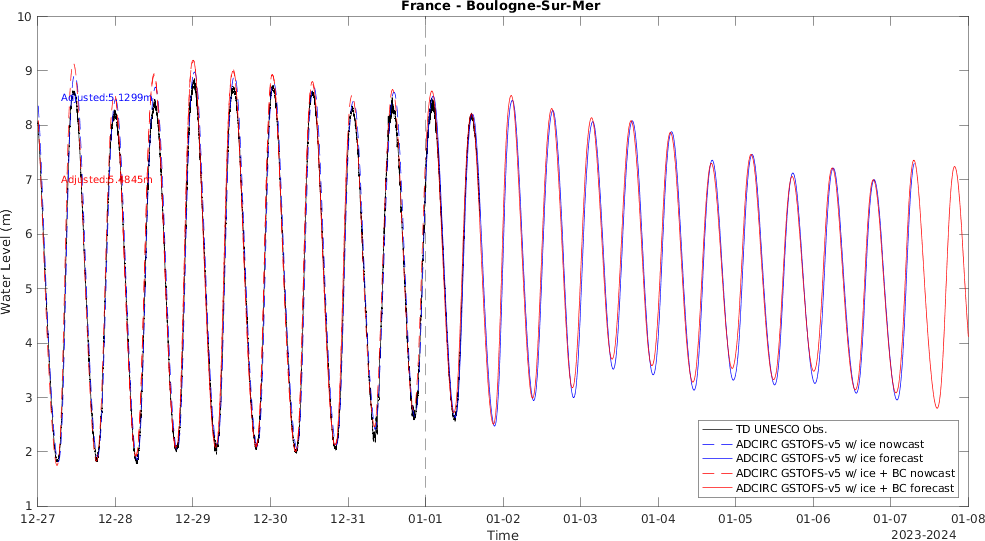 France - Boulogne-Sur-Mer
10
9
8
7
6
5
4
3
2
1
Water Level (m)
Adjusted:5.1299m
Adjusted:5.4845m
TD UNESCO Obs.
ADCIRC GSTOFS-v5 w/ ice nowcast
ADCIRC GSTOFS-v5 w/ ice forecast
ADCIRC GSTOFS-v5 w/ ice + BC nowcast
ADCIRC GSTOFS-v5 w/ ice + BC forecast
12-27 12-28 12-29 12-30 12-31 01-01 01-02 01-03 01-04 01-05 01-06 01-07 01-08
Time
2023-2024